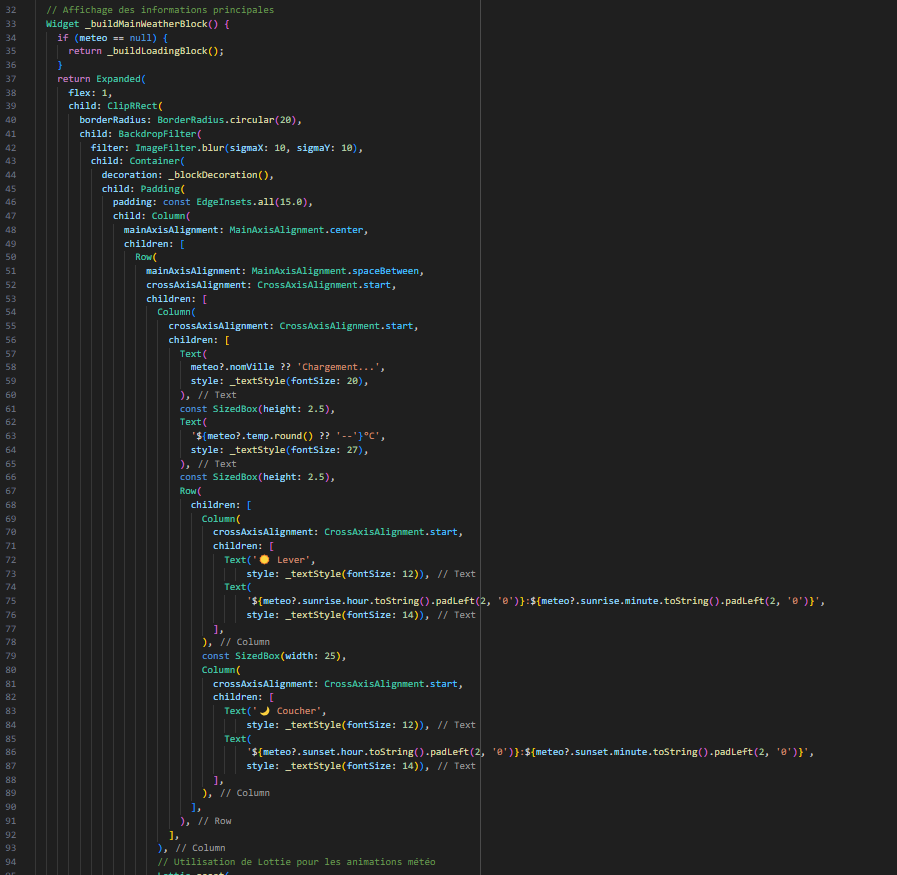 32 // Affichage des informations principales
33 Widget _buildMainWeatherBlock() {
34 if (meteo == null) {
35 return _buildLoadingBlock();
36 }
37 return Expanded(
38 flex: 1,
39 child: ClipRRect(
40 borderRadius: BorderRadius.circular(20),
41 child: BackdropFilter(
42 filter: ImageFilter.blur(sigmaX: 10, sigmaY: 10),
43 child: Container(
44 decoration: _blockDecoration(),
45 child: Padding(
46 padding: const EdgeInsets.all(15.0),
47 child: Column(
48 mainAxisAlignment: MainAxisAlignment.center,
49 children: [
50 Row(
51 mainAxisAlignment: MainAxisAlignment.spaceBetween,
52 crossAxisAlignment: CrossAxisAlignment.start,
53 children: [
54 Column(
55 crossAxisAlignment: CrossAxisAlignment.start,
56 children: [
57 Text(
58 meteo?.nomVille ?? 'Chargement...',
59 style: _textStyle(fontSize: 20),
60 ), // Text
61 const SizedBox(height: 2.5),
62 Text(
63 '${meteo?.temp.round() ?? '--'}°C',
64 style: _textStyle(fontSize: 27),
65 ), // Text
66 const SizedBox(height: 2.5),
67 Row(
68 children: [
69 Column(
70 crossAxisAlignment: CrossAxisAlignment.start,
71 children: [
72 Text('☀️ Lever',
73 style: _textStyle(fontSize: 12)), // Text
74 Text(
75 '${meteo?.sunrise.hour.toString().padLeft(2, '0')}:${meteo?.sunrise.minute.toString().padLeft(2, '0')}',
76 style: _textStyle(fontSize: 14)), // Text
77 ],
78 ), // Column
79 const SizedBox(width: 25),
80 Column(
81 crossAxisAlignment: CrossAxisAlignment.start,
82 children: [
83 Text('🌙 Coucher',
84 style: _textStyle(fontSize: 12)), // Text
85 Text(
86 '${meteo?.sunset.hour.toString().padLeft(2, '0')}:${meteo?.sunset.minute.toString().padLeft(2, '0')}',
87 style: _textStyle(fontSize: 14)), // Text
88 ],
89 ), // Column
90 ],
91 ), // Row
92 ],
93 ), // Column
94 // Utilisation de Lottie pour les animations météo